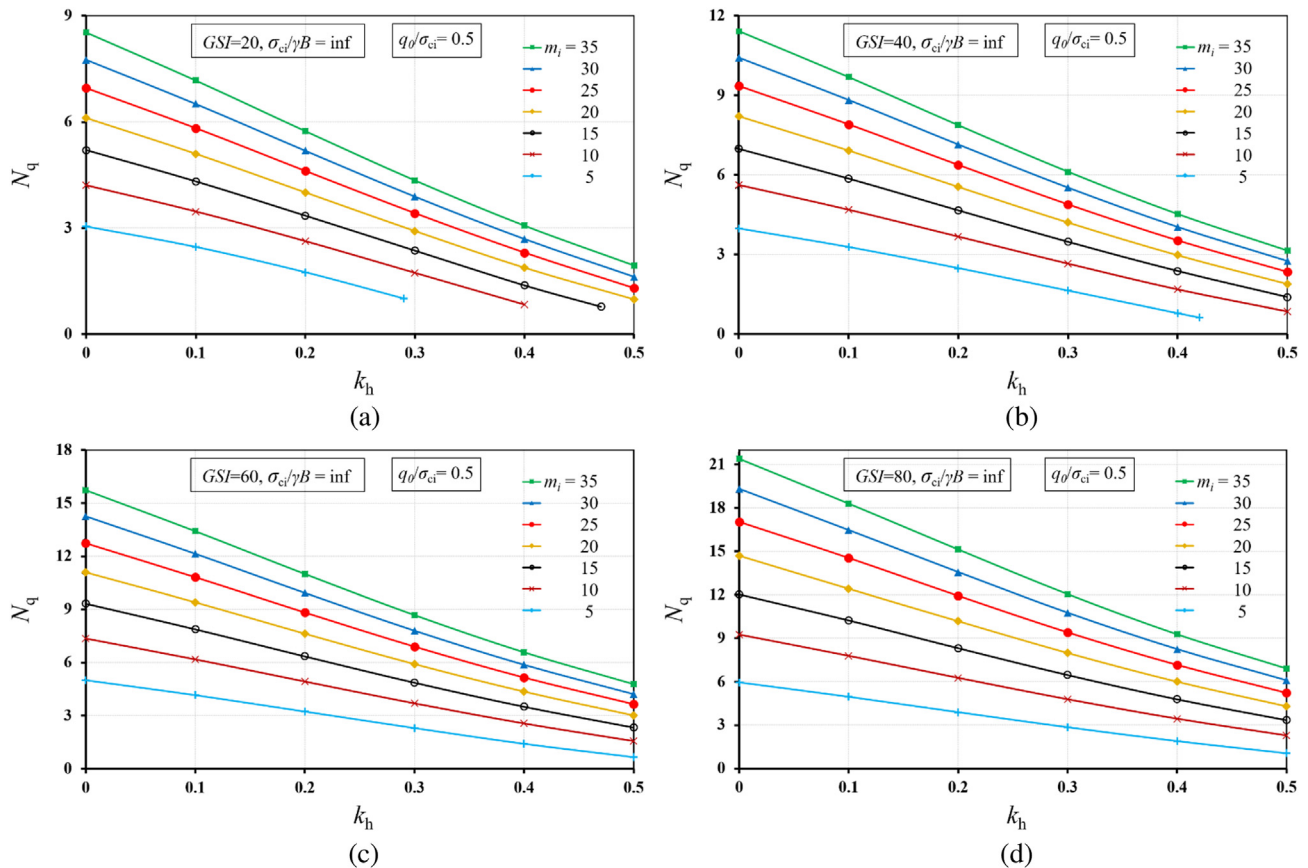 GSI=20, σci/γB = inf
q0/σci= 0.5
mi = 35
30
25
20
15
10
5
9
6
3
0
Nq
0 0.1 0.2 0.3 0.4 0.5
kh
(a)
GSI=40, σci/γB = inf
q0/σci= 0.5
mi = 35
30
25
20
15
10
5
12
9
6
3
0
Nq
0 0.1 0.2 0.3 0.4 0.5
kh
(b)
GSI=60, σci/γB = inf
q0/σci= 0.5
mi = 35
30
25
20
15
10
5
18
15
12
9
6
3
0
Nq
0 0.1 0.2 0.3 0.4 0.5
kh
(c)
GSI=80, σci/γB = inf
q0/σci= 0.5
mi = 35
30
25
20
15
10
5
21
18
15
12
9
6
3
0
Nq
0 0.1 0.2 0.3 0.4 0.5
kh
(d)